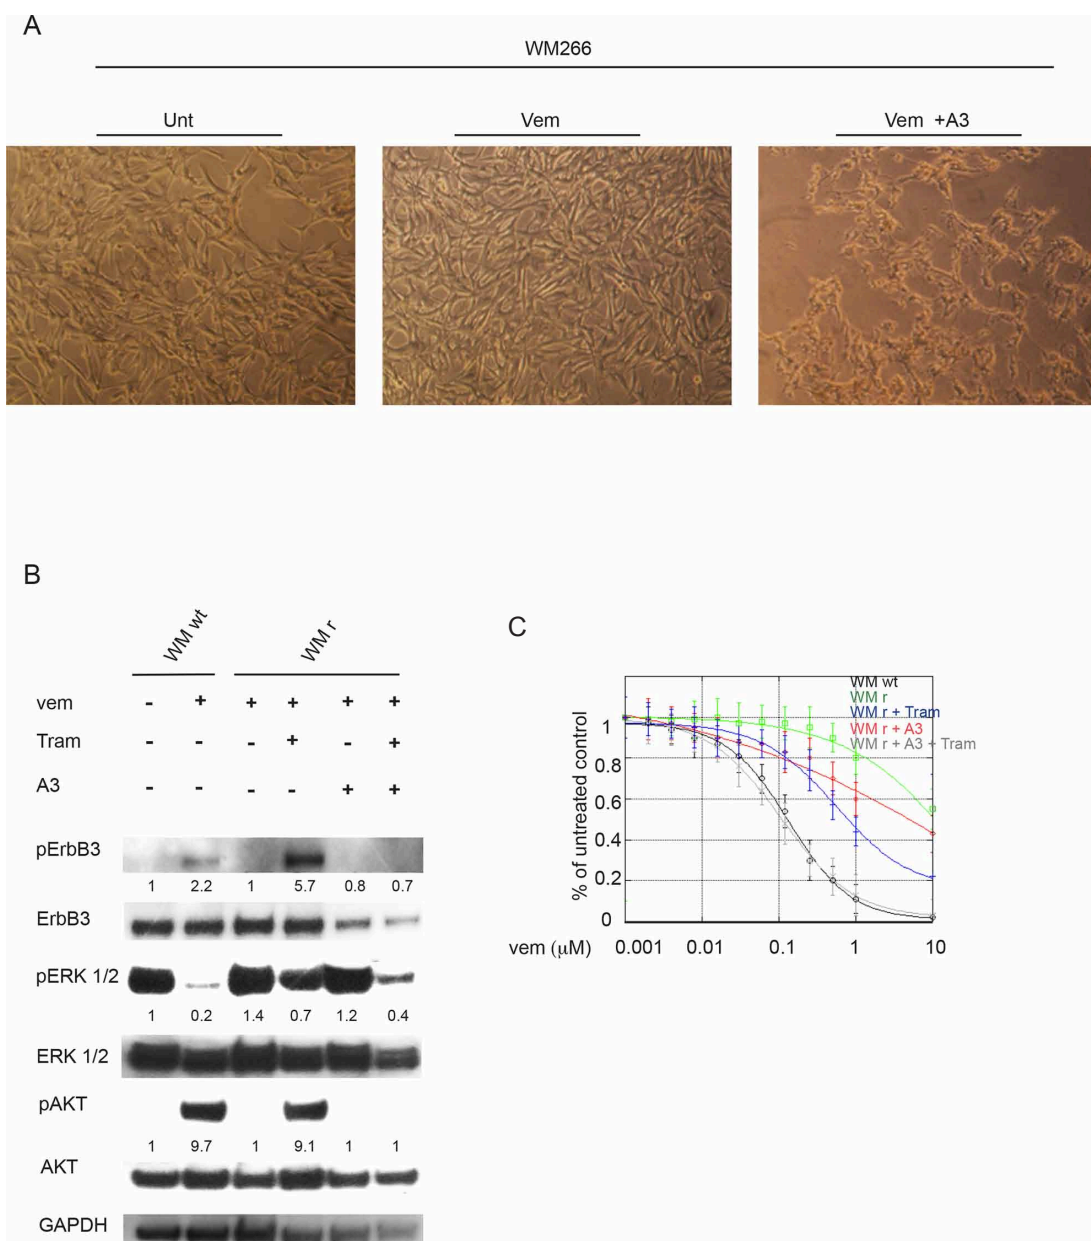 A
WM266
Unt Vem Vem +A3
B
WM wt WM r
vem - + + + + +
Tram - - - + - +
A3 - - - - + +
pErbB3
1 2.2 1 5.7 0.8 0.7
ErbB3
pERK 1/2
1 0.2 1.4 0.7 1.2 0.4
ERK 1/2
pAKT
1 9.7 1 9.1 1 1
AKT
GAPDH
C
WM wt
WM r
WM r + Tram
WM r + A3
WM r + A3 + Tram
% of untreated control
1
0.8
0.6
0.4
0.2
0
vem (µM) 0.001 0.01 0.1 1 10